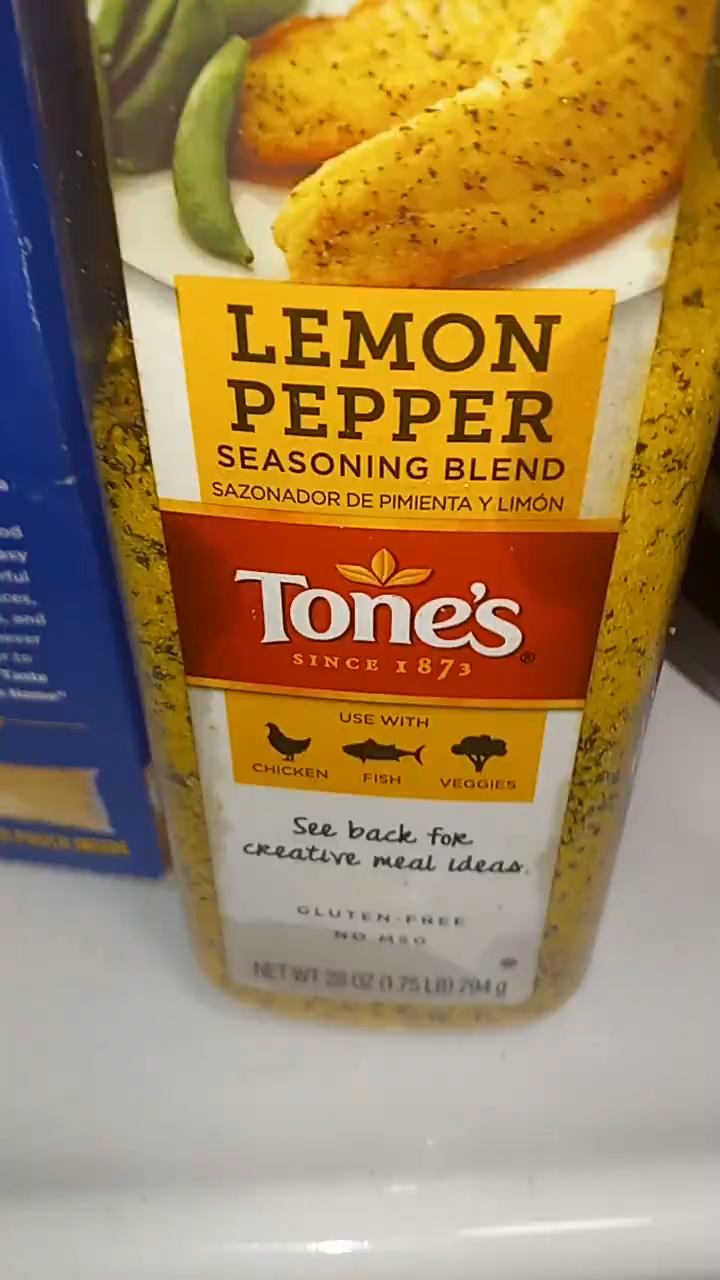 LEMON
PEPPER
SEASONING BLEND
SAZONADOR DE PIMIENTA Y LIMÓN
TONE'S®
SINCE 1873
USE WITH
CHICKEN
FISH
VEGGIES
See back for
creative meal ideas.
GLUTEN-FREE
NO MSG
NET WT 28 OZ (1.75 LB) 794 g
and